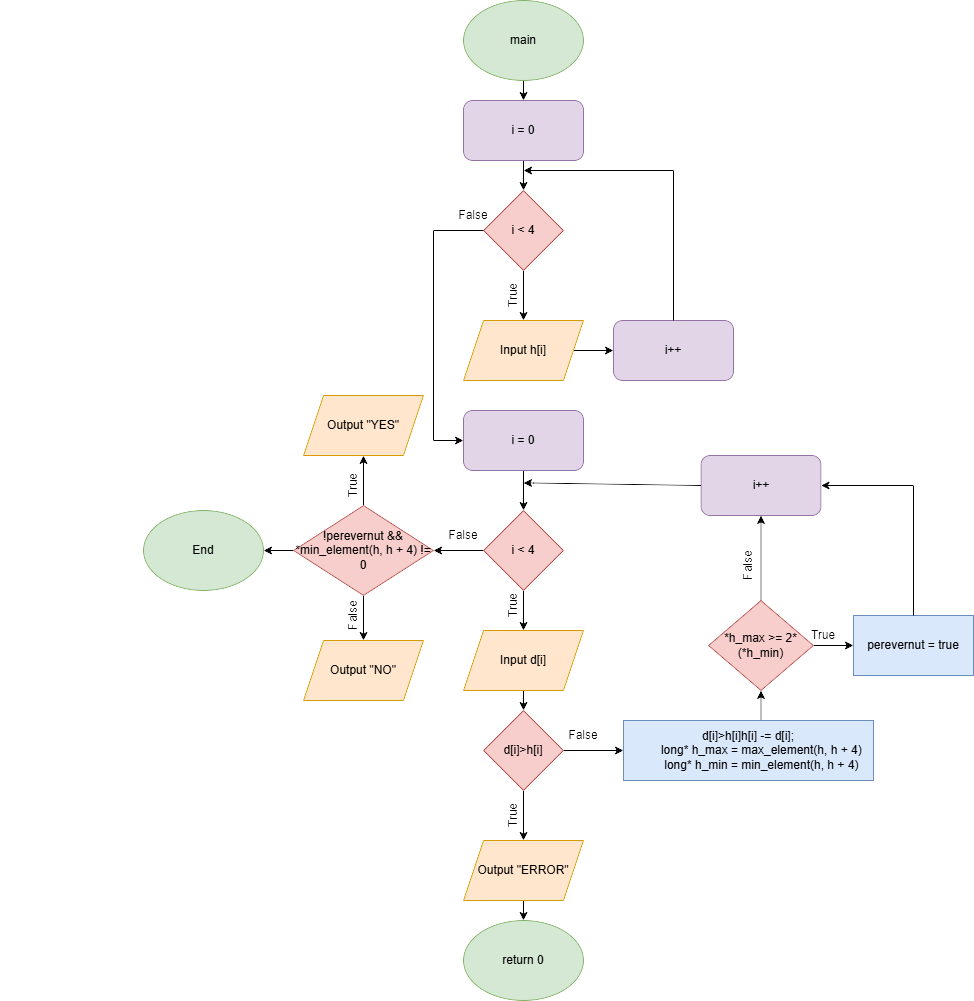 main
i = 0
False
i < 4
True
Input h[i]
i++
Output "YES"
i = 0
True
i++
!perevernut &&
*min_element(h, h + 4) !=
0
End
False
i < 4
False
False
True
Output "NO"
Input d[i]
*h_max >= 2*
(*h_min)
True
perevernut = true
d[i]>h[i]
False
d[i]>h[i]h[i] -= d[i];
long* h_max = max_element(h, h + 4)
long* h_min = min_element(h, h + 4)
True
Output "ERROR"
return 0